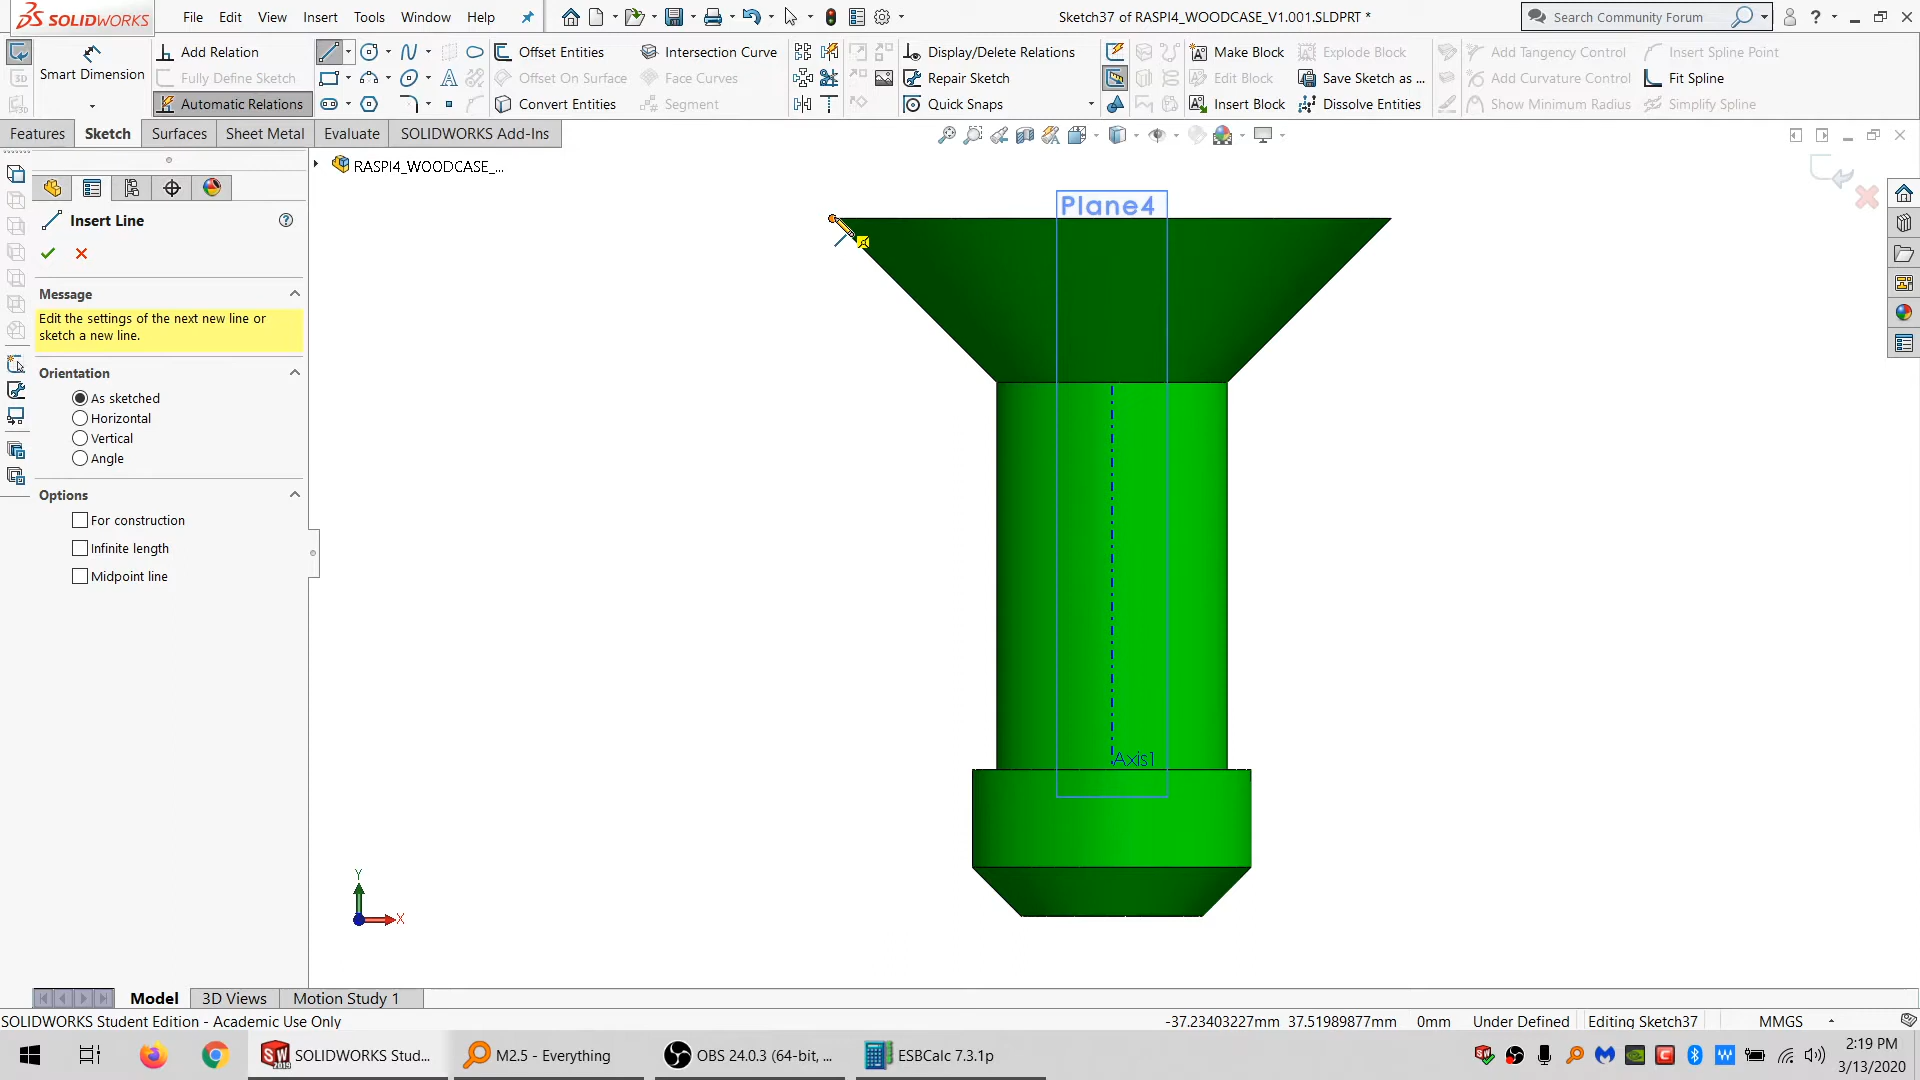 SOLIDWORKS
File Edit View Insert Tools Window Help
Sketch37 of RASPI4_WOODCASE_V1.001.SLDPRT *
Search Community Forum
Smart Dimension
Add Relation
Fully Define Sketch
Automatic Relations
Offset Entities
Offset On Surface
Convert Entities
Intersection Curve
Face Curves
Segment
Display/Delete Relations
Repair Sketch
Quick Snaps
Make Block
Edit Block
Insert Block
Explode Block
Save Sketch as ...
Dissolve Entities
Add Tangency Control
Add Curvature Control
Show Minimum Radius
Insert Spline Point
Fit Spline
Simplify Spline
Features Sketch Surfaces Sheet Metal Evaluate SOLIDWORKS Add-Ins
RASPI4_WOODCASE_...
Insert Line
Message
Edit the settings of the next new line or
sketch a new line.
Orientation
As sketched
Horizontal
Vertical
Angle
Options
For construction
Infinite length
Midpoint line
Plane4
Axis1
Y
X
Model 3D Views Motion Study 1
SOLIDWORKS Student Edition - Academic Use Only
-37.23403227mm 37.51989877mm 0mm Under Defined Editing Sketch37 MMGS
SOLIDWORKS Stud...
M2.5 - Everything
OBS 24.0.3 (64-bit, ...
ESBCalc 7.3.1p
2:19 PM
3/13/2020